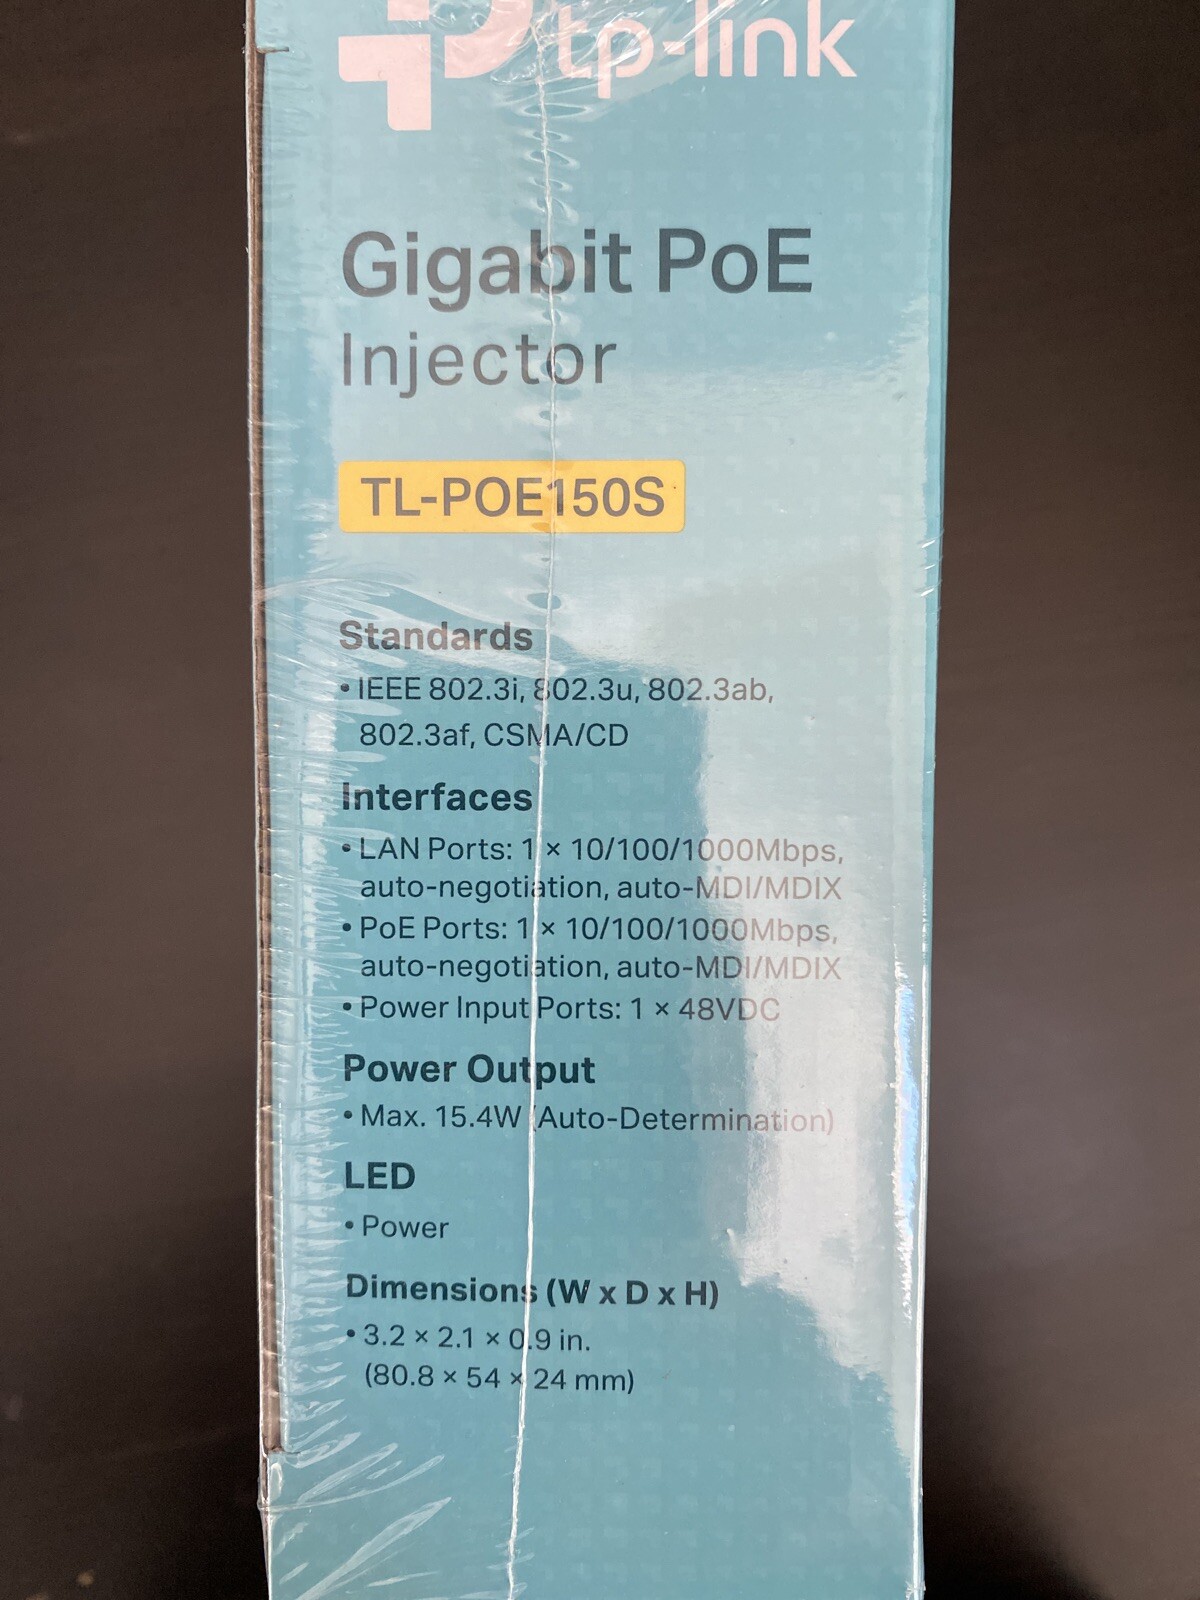 tp-link
Gigabit PoE
Injector
TL-POE150S
Standards
• IEEE 802.3i, 802.3u, 802.3ab,
802.3af, CSMA/CD
Interfaces
• LAN Ports: 1 × 10/100/1000Mbps,
auto-negotiation, auto-MDI/MDIX
• PoE Ports: 1 × 10/100/1000Mbps,
auto-negotiation, auto-MDI/MDIX
• Power Input Ports: 1 × 48VDC
Power Output
• Max. 15.4W (Auto-Determination)
LED
• Power
Dimensions (W x D x H)
• 3.2 × 2.1 × 0.9 in.
(80.8 × 54 × 24 mm)